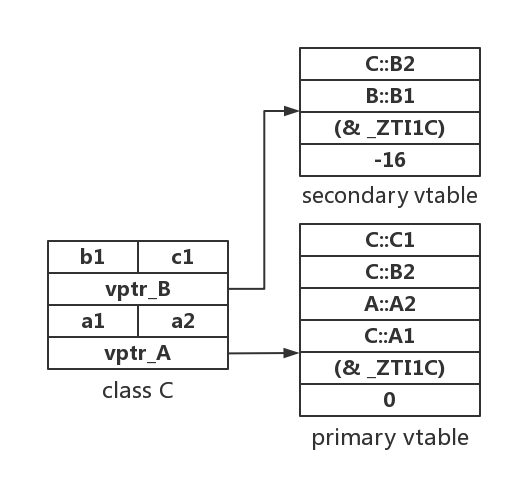 C::B2
B::B1
(& _ZTI1C)
-16
secondary vtable
b1 c1
vptr_B
a1 a2
vptr_A
class C
C::C1
C::B2
A::A2
C::A1
(& _ZTI1C)
0
primary vtable